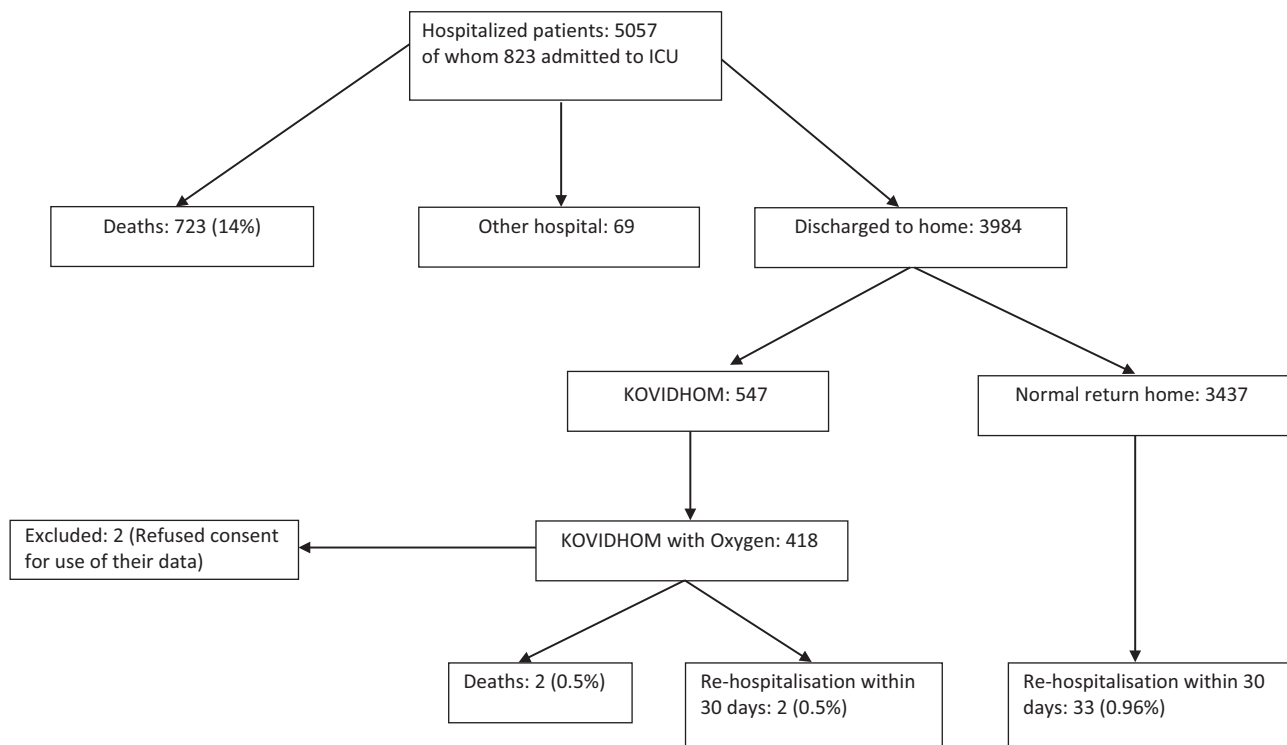 Hospitalized patients: 5057
of whom 823 admitted to ICU
Deaths: 723 (14%)
Other hospital: 69
Discharged to home: 3984
KOVIDHOM: 547
Normal return home: 3437
Excluded: 2 (Refused consent
for use of their data)
KOVIDHOM with Oxygen: 418
Deaths: 2 (0.5%)
Re-hospitalisation within
30 days: 2 (0.5%)
Re-hospitalisation within 30
days: 33 (0.96%)